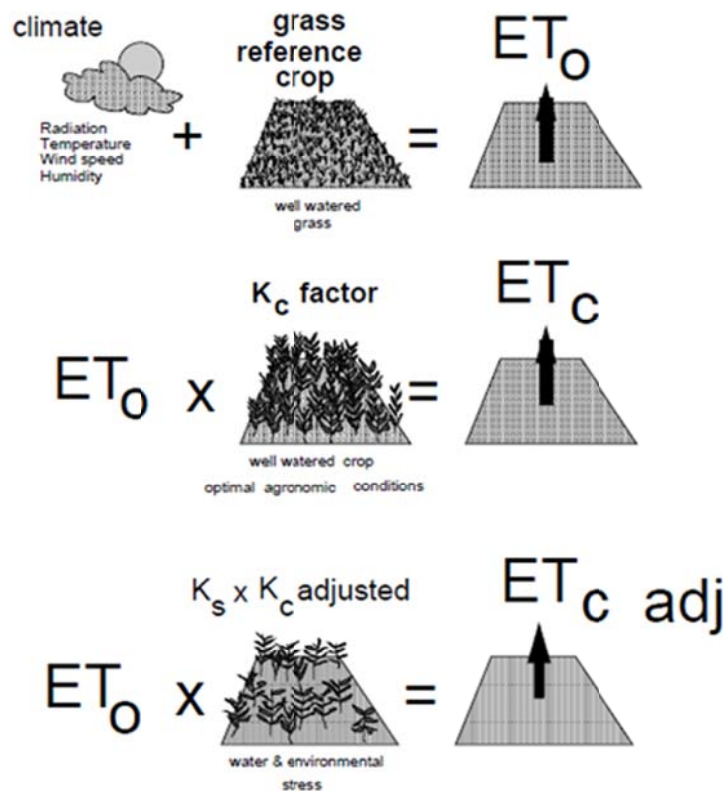 climate
Radiation
Temperature
Wind speed
Humidity
+
grass
reference
crop
well watered
grass
=
ETo
Kc factor
ETo x
=
ETc
well watered crop
optimal agronomic conditions
Ks x Kc adjusted
ETo x
=
ETc adj
water & environmental
stress